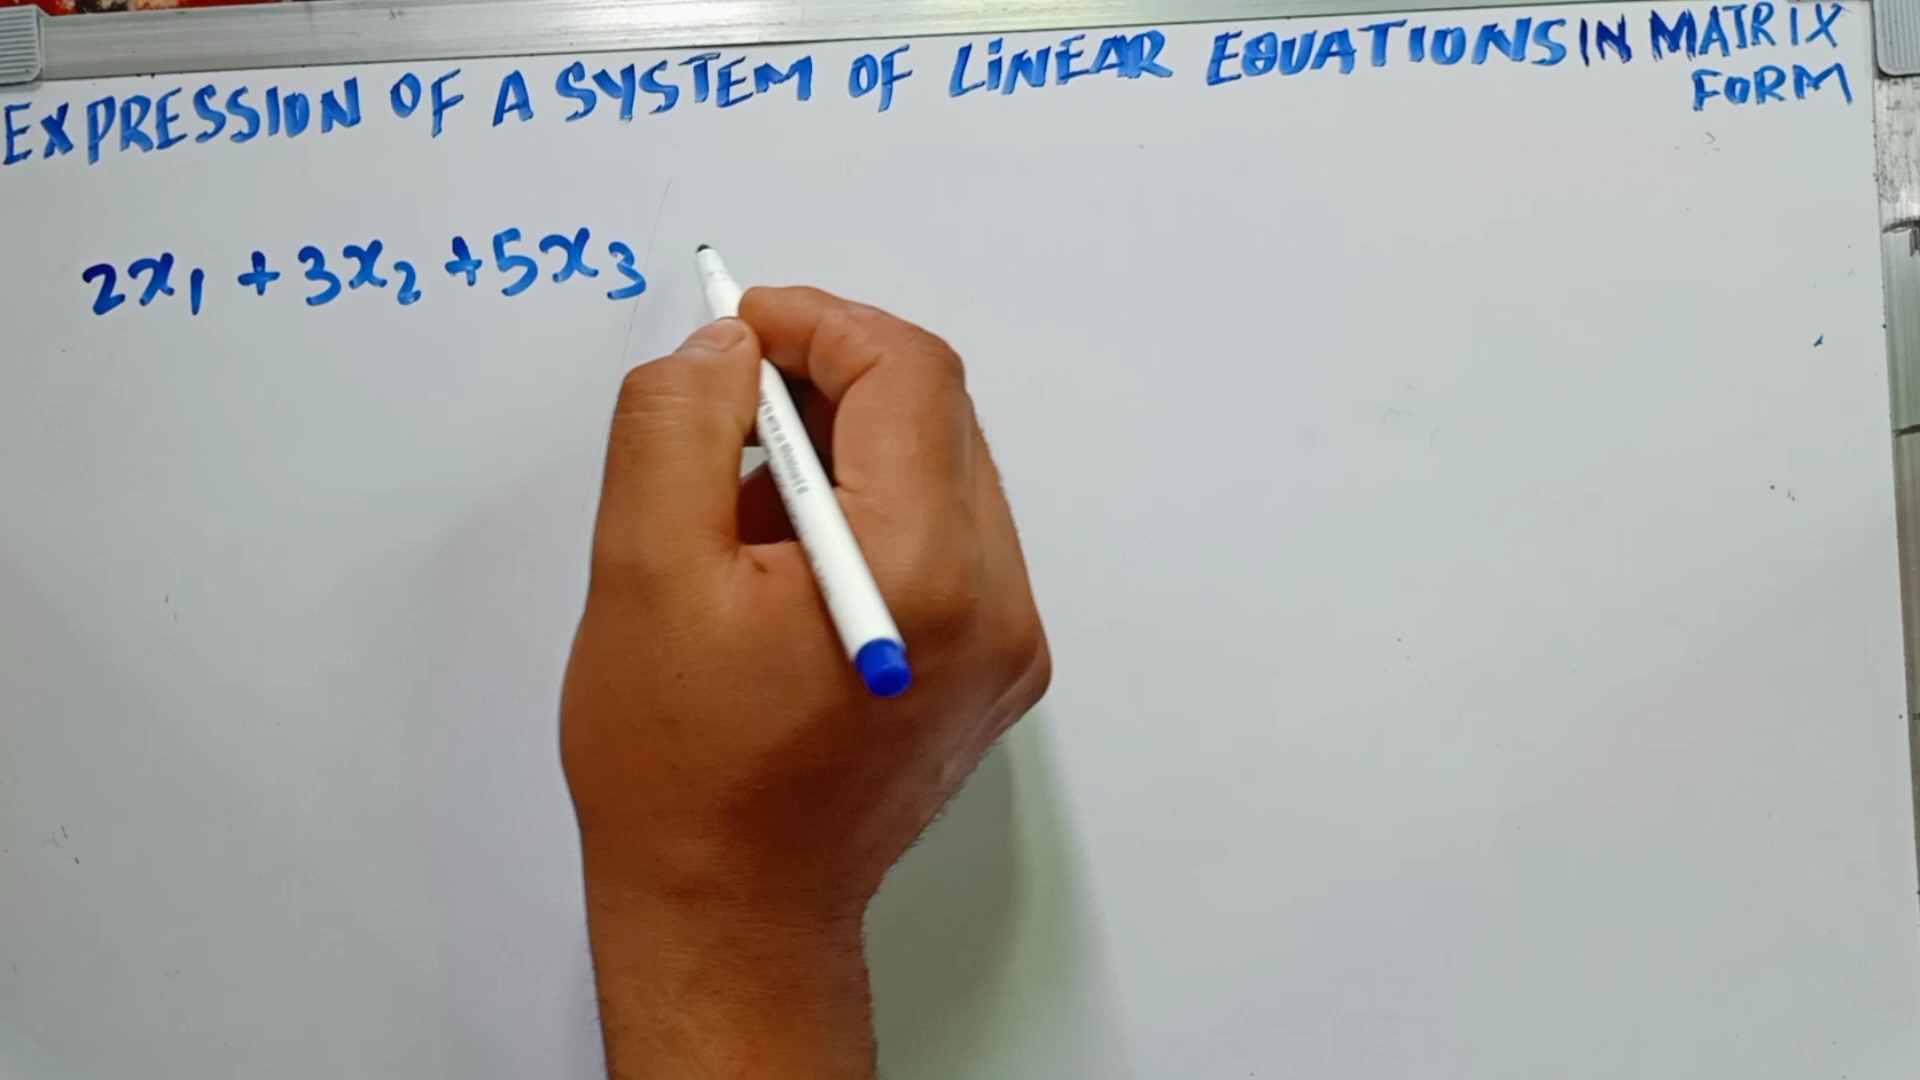 EXPRESSION OF A SYSTEM OF LINEAR EQUATIONS IN MATRIX
FORM
2x₁ + 3x₂ + 5x₃